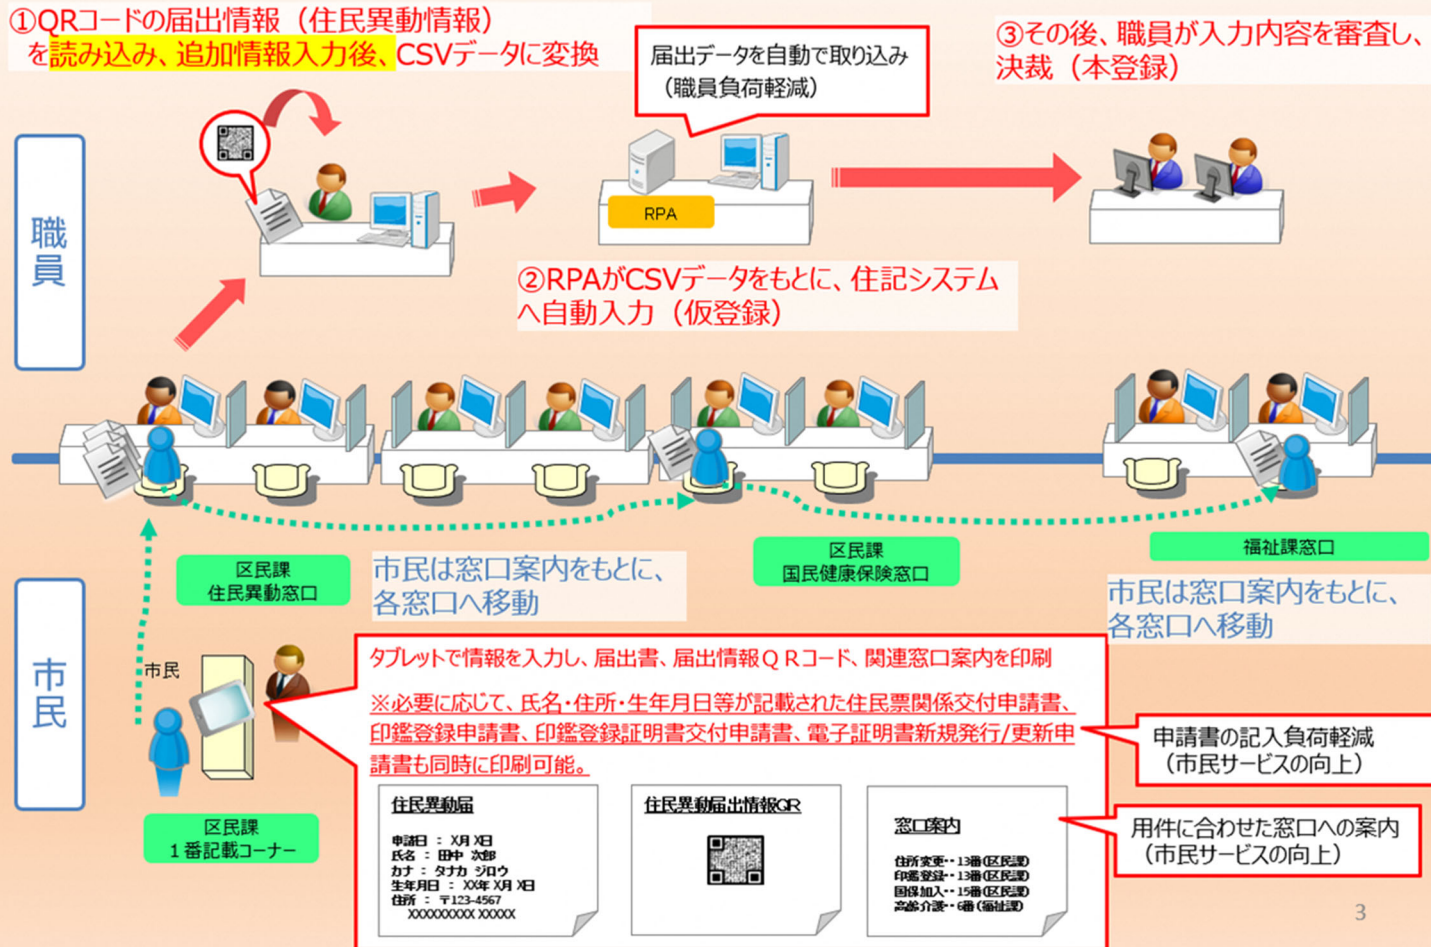 ①QRコードの届出情報（住民異動情報）
を読み込み、追加情報入力後、CSVデータに変換
届出データを自動で取り込み
（職員負荷軽減）
③その後、職員が入力内容を審査し、
決裁（本登録）
職員
RPA
②RPAがCSVデータをもとに、住記システム
へ自動入力（仮登録）
区民課
住民異動窓口
市民は窓口案内をもとに、
各窓口へ移動
区民課
国民健康保険窓口
福祉課窓口
市民は窓口案内をもとに、
各窓口へ移動
市民
市民
区民課
１番記載コーナー
タブレットで情報を入力し、届出書、届出情報ＱＲコード、関連窓口案内を印刷
※必要に応じて、氏名・住所・生年月日等が記載された住民票関係交付申請書、
印鑑登録申請書、印鑑登録証明書交付申請書、電子証明書新規発行/更新申
請書も同時に印刷可能。
申請書の記入負荷軽減
（市民サービスの向上）
用件に合わせた窓口への案内
（市民サービスの向上）
住民異動届
申請日 ： X月 X日
氏名 ： 田中 次郎
カナ ： タナカ ジロウ
生年月日 ： XX年 X月 X日
住所 ： 〒123-4567
XXXXXXXXX XXXXX
住民異動届出情報QR
窓口案内
住所変更・・13番(区民課)
印鑑登録・・13番(区民課)
国保加入・・15番(区民課)
高齢介護・・6番(福祉課)
3